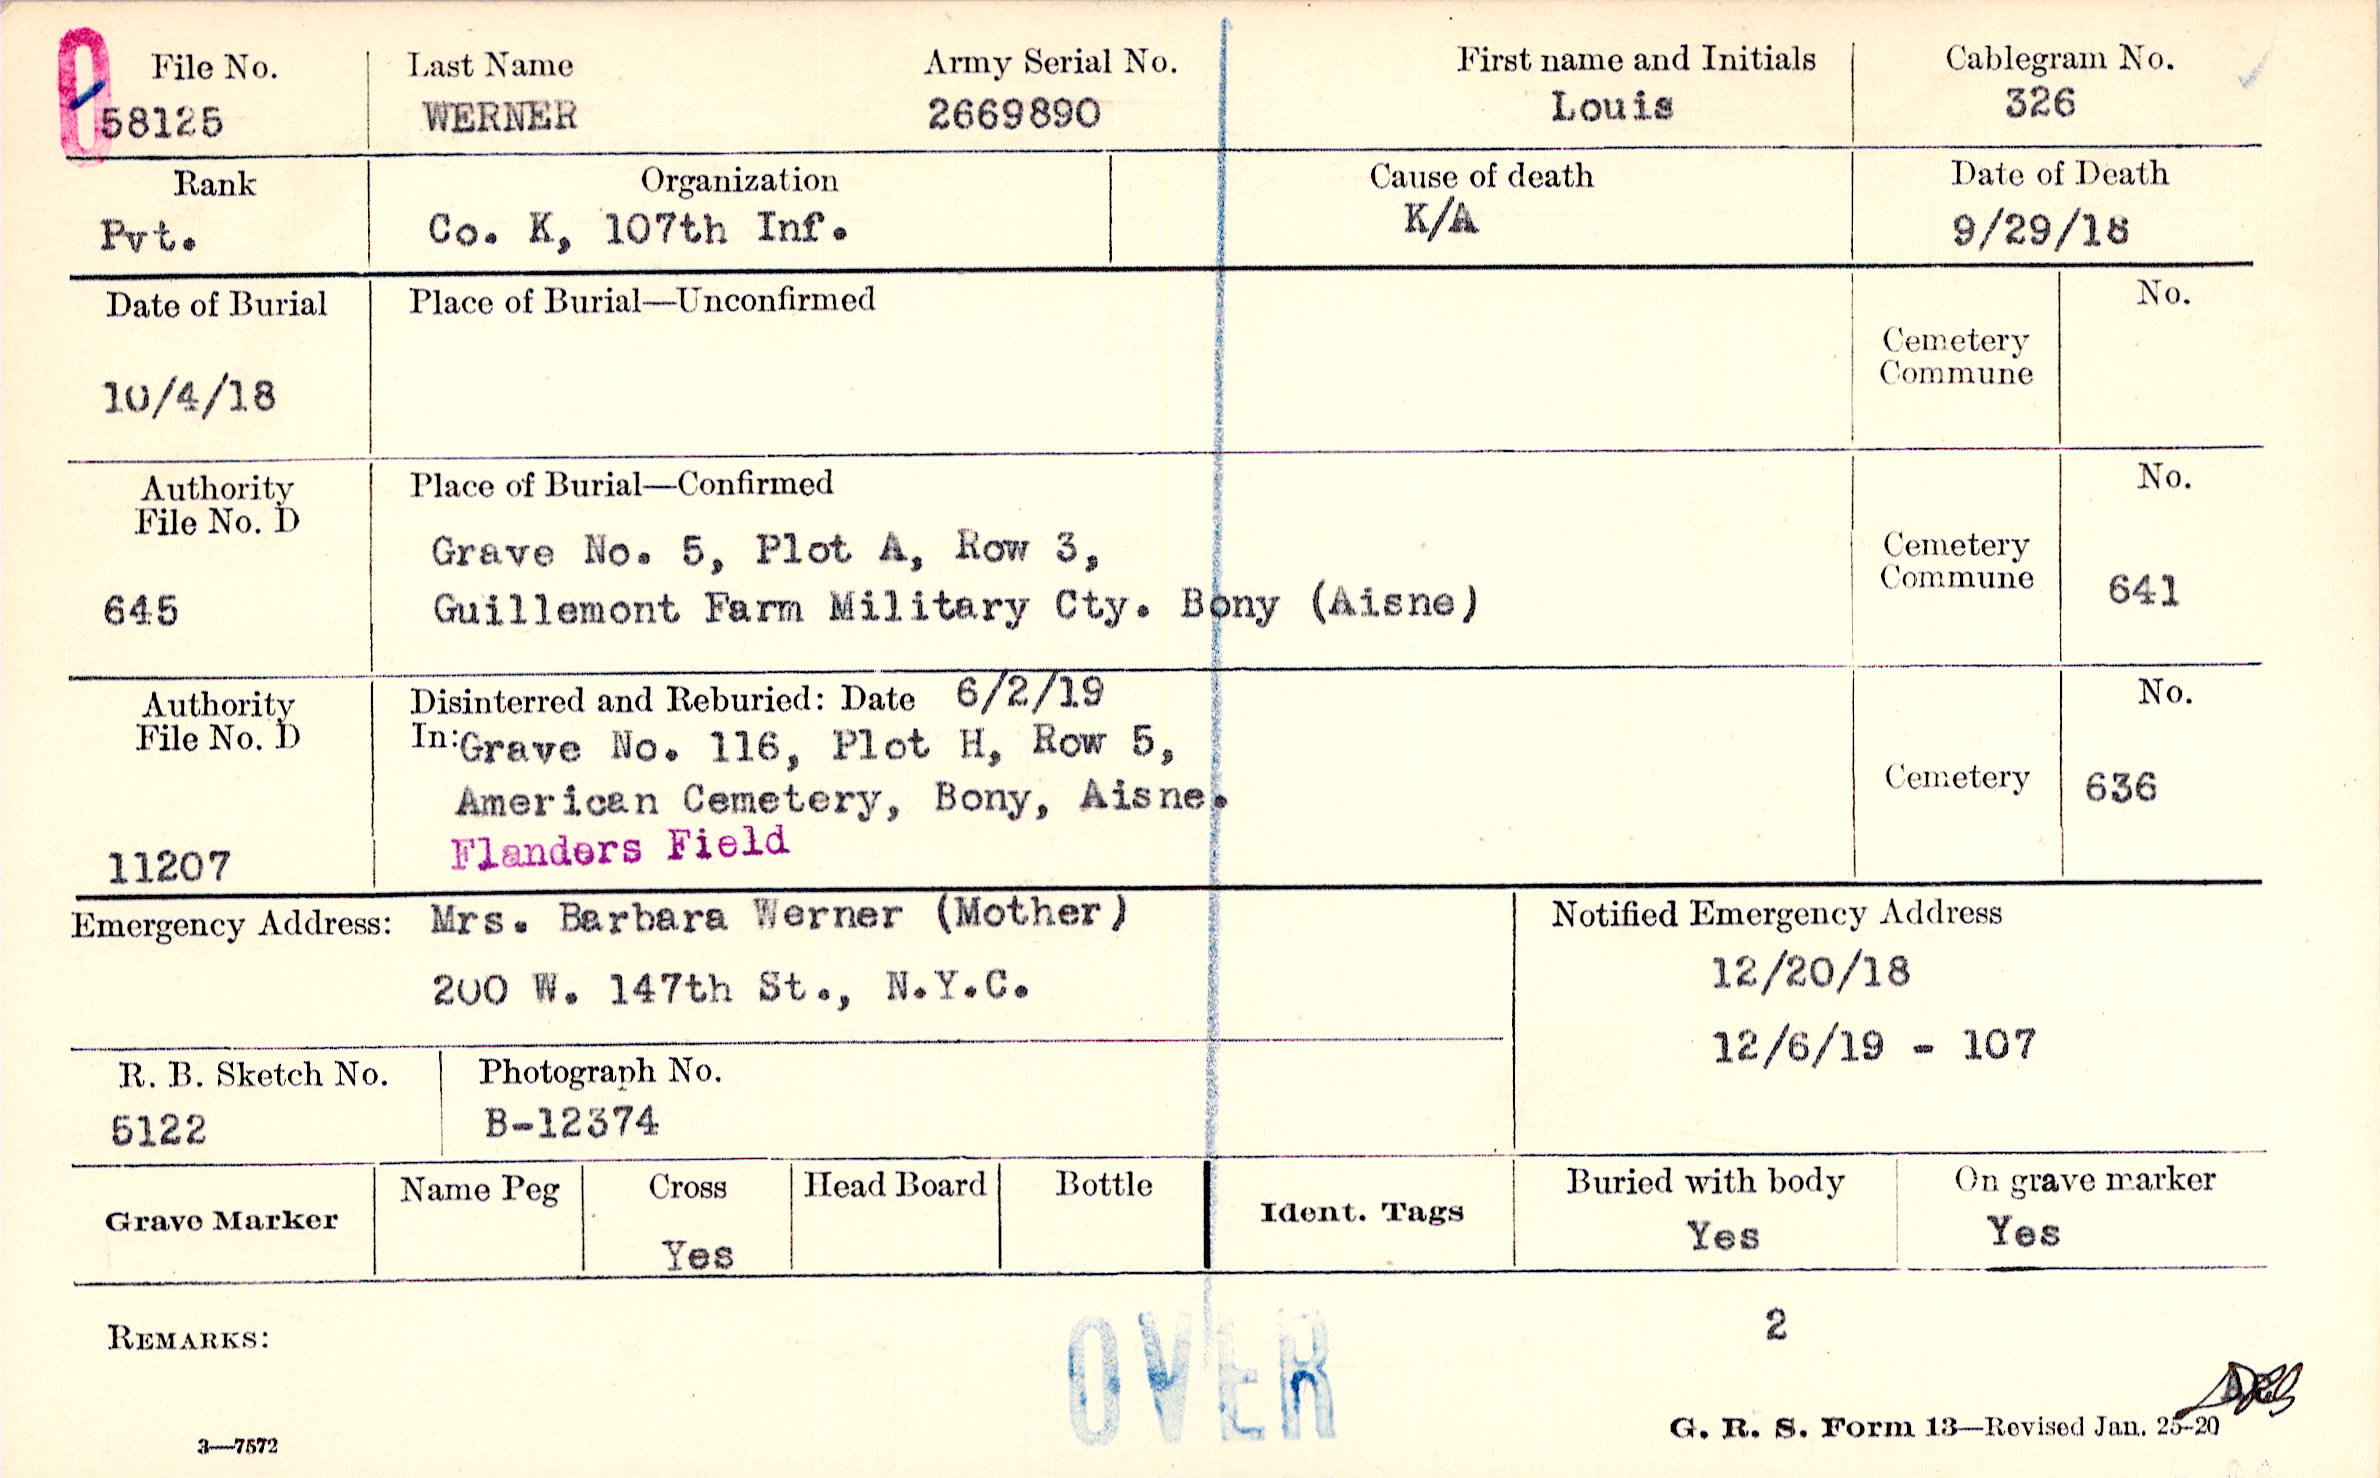 O
File No. Last Name Army Serial No. First name and Initials Cablegram No.
58125 WERNER 2669890 Louis 326
Rank Organization Cause of death Date of Death
Pvt. Co. K, 107th Inf. K/A 9/29/18
Date of Burial Place of Burial—Unconfirmed No.
Cemetery
Commune
10/4/18
Authority Place of Burial—Confirmed No.
File No. D
Grave No. 5, Plot A, Row 3, Cemetery
Commune
645 Guillemont Farm Military Cty. Bony (Aisne) 641
Authority Disinterred and Reburied: Date 6/2/19 No.
File No. D In: Grave No. 116, Plot H, Row 5,
American Cemetery, Bony, Aisne. Cemetery 636
11207 Flanders Field
Emergency Address: Mrs. Barbara Werner (Mother) Notified Emergency Address
200 W. 147th St., N.Y.C. 12/20/18
12/6/19 - 107
R. B. Sketch No. Photograph No.
5122 B-12374
Grave Marker Name Peg Cross Head Board Bottle Ident. Tags Buried with body On grave marker
Yes Yes Yes
REMARKS: 2
OVER
3—7572 G. R. S. Form 13—Revised Jan. 25-20